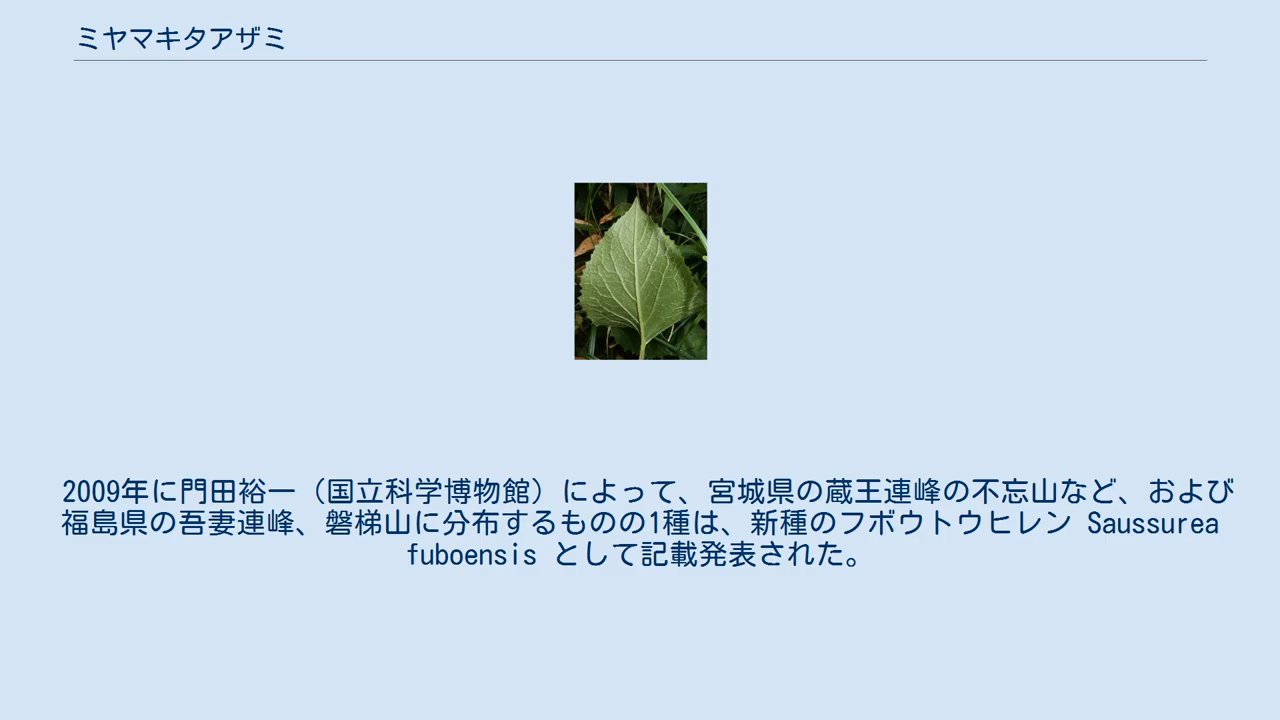 ミヤマキタアザミ
2009年に門田裕一（国立科学博物館）によって、宮城県の蔵王連峰の不忘山など、および
福島県の吾妻連峰、磐梯山に分布するものの1種は、新種のフボウトウヒレン Saussurea
fuboensis として記載発表された。